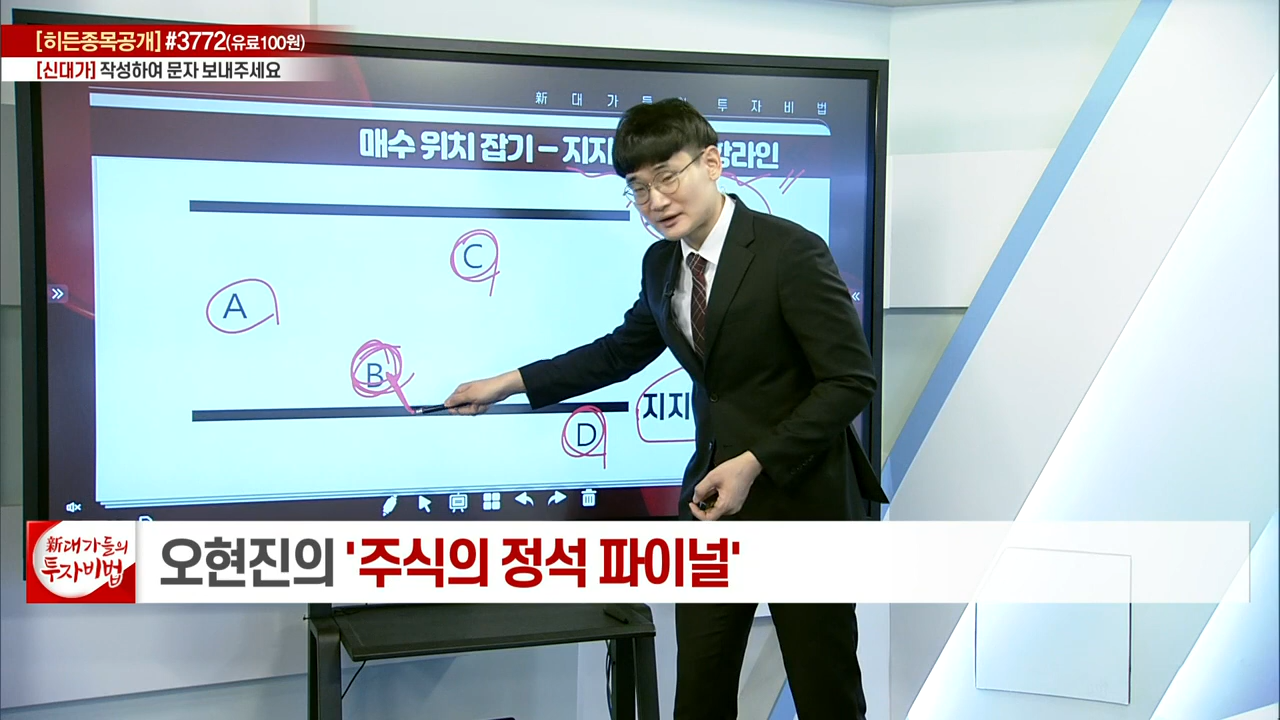 [히든종목공개] #3772(유료100원)
[신대가] 작성하여 문자 보내주세요
新 대 가 투 자 비 법
매수 위치 잡기 - 지지 라인
C
A
B
지지
D
新대가들의
투자비법
오현진의 '주식의 정석 파이널'